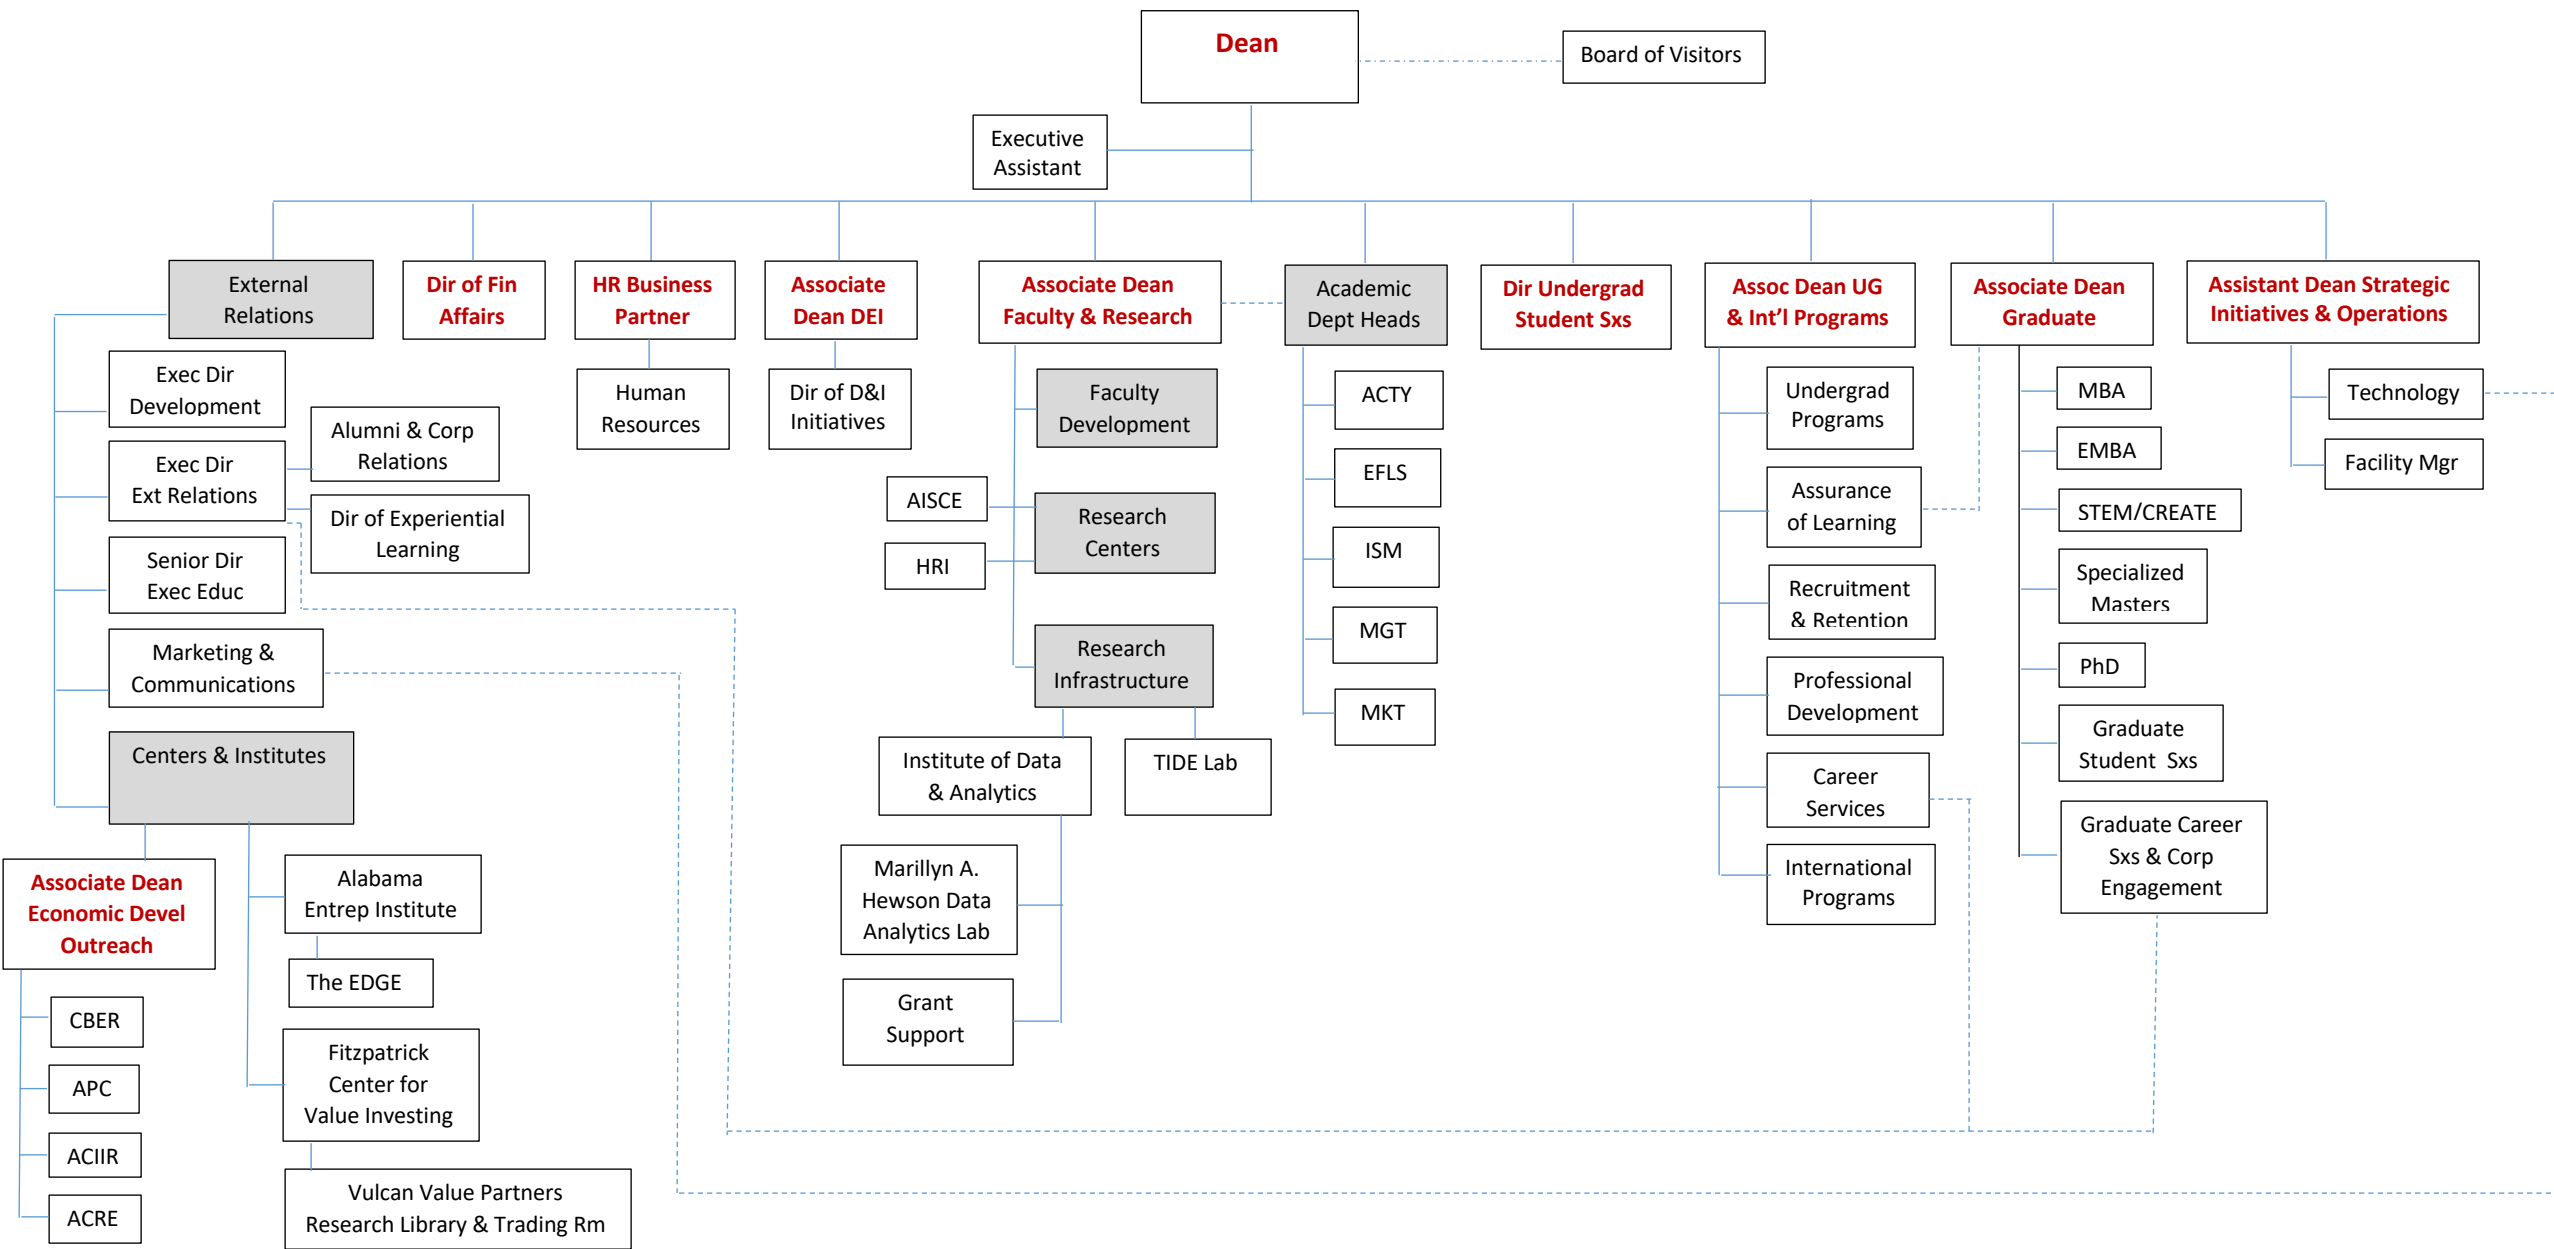 Dean
Board of Visitors
Executive
Assistant
External
Relations
Dir of Fin
Affairs
HR Business
Partner
Associate
Dean DEI
Associate Dean
Faculty & Research
Academic
Dept Heads
Dir Undergrad
Student Sxs
Assoc Dean UG
& Int’l Programs
Associate Dean
Graduate
Assistant Dean Strategic
Initiatives & Operations
Exec Dir
Development
Exec Dir
Ext Relations
Alumni & Corp
Relations
Dir of Experiential
Learning
Senior Dir
Exec Educ
Marketing &
Communications
Centers & Institutes
Associate Dean
Economic Devel
Outreach
CBER
APC
ACIIR
ACRE
Alabama
Entrep Institute
The EDGE
Fitzpatrick
Center for
Value Investing
Vulcan Value Partners
Research Library & Trading Rm
Human
Resources
Dir of D&I
Initiatives
Faculty
Development
AISCE
HRI
Research
Centers
Research
Infrastructure
Institute of Data
& Analytics
TIDE Lab
Marillyn A.
Hewson Data
Analytics Lab
Grant
Support
ACTY
EFLS
ISM
MGT
MKT
Undergrad
Programs
Assurance
of Learning
Recruitment
& Retention
Professional
Development
Career
Services
International
Programs
MBA
EMBA
STEM/CREATE
Specialized
Masters
PhD
Graduate
Student  Sxs
Graduate Career
Sxs & Corp
Engagement
Technology
Facility Mgr